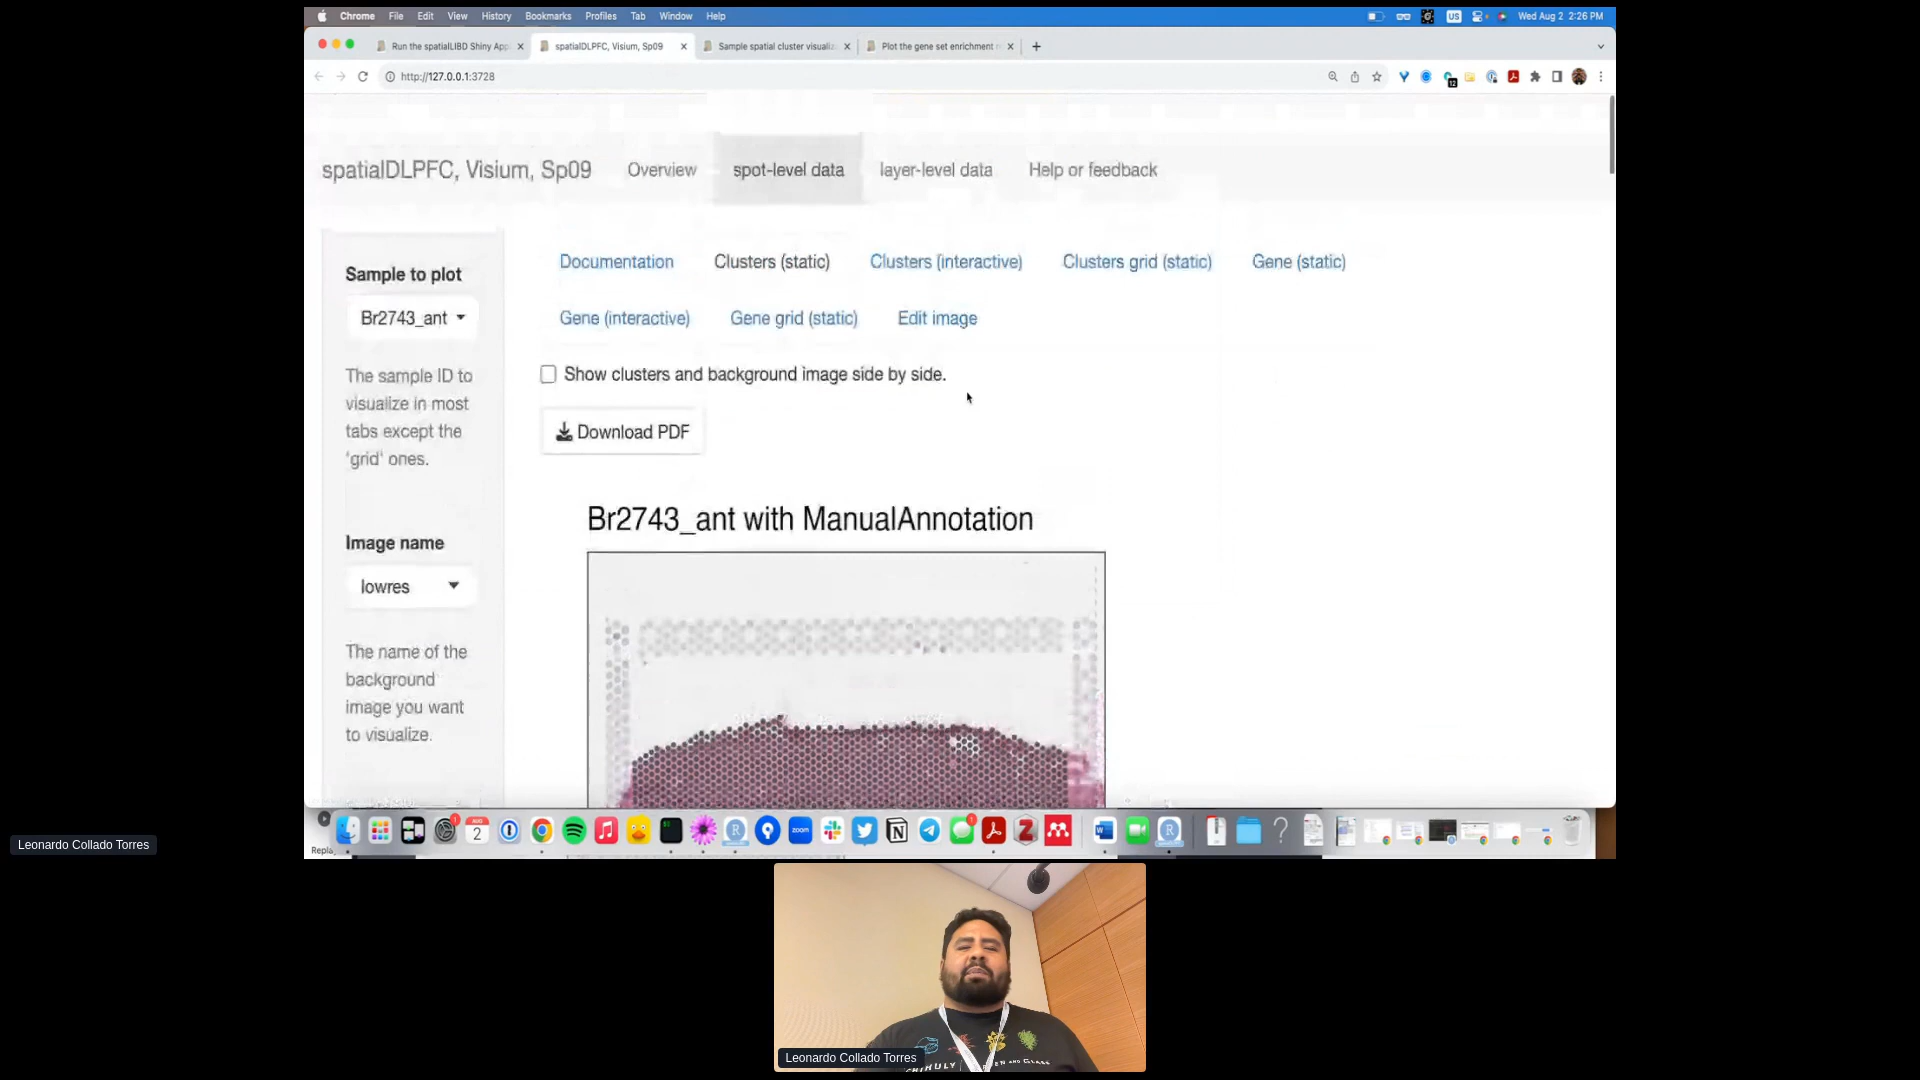 Chrome File Edit View History Bookmarks Profiles Tab Window Help US Wed Aug 2 2:26 PM
Run the spatialLIBD Shiny App spatialDLPFC, Visium, Sp09 Sample spatial cluster visualiz Plot the gene set enrichment
http://127.0.0.1:3728
spatialDLPFC, Visium, Sp09 Overview spot-level data layer-level data Help or feedback
Sample to plot
Br2743_ant
The sample ID to
visualize in most
tabs except the
'grid' ones.
Image name
lowres
The name of the
background
image you want
to visualize.
Documentation Clusters (static) Clusters (interactive) Clusters grid (static) Gene (static)
Gene (interactive) Gene grid (static) Edit image
Show clusters and background image side by side.
Download PDF
Br2743_ant with ManualAnnotation
AUG
2
zoom
Repla
Leonardo Collado Torres
Leonardo Collado Torres